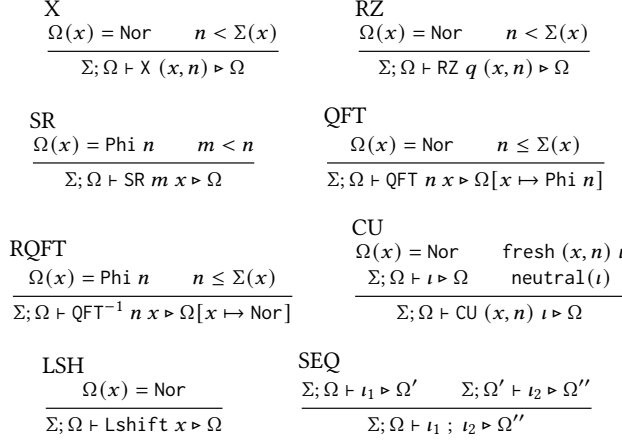 X
Ω(x) = Nor n < Σ(x)
Σ; Ω ⊢ X (x, n) ▹ Ω
RZ
Ω(x) = Nor n < Σ(x)
Σ; Ω ⊢ RZ q (x, n) ▹ Ω
SR
Ω(x) = Phi n m < n
Σ; Ω ⊢ SR m x ▹ Ω
QFT
Ω(x) = Nor n ≤ Σ(x)
Σ; Ω ⊢ QFT n x ▹ Ω[x ↦ Phi n]
RQFT
Ω(x) = Phi n n ≤ Σ(x)
Σ; Ω ⊢ QFT⁻¹ n x ▹ Ω[x ↦ Nor]
CU
Ω(x) = Nor fresh (x, n) ι
Σ; Ω ⊢ ι ▹ Ω neutral(ι)
Σ; Ω ⊢ CU (x, n) ι ▹ Ω
LSH
Ω(x) = Nor
Σ; Ω ⊢ Lshift x ▹ Ω
SEQ
Σ; Ω ⊢ ι₁ ▹ Ω′ Σ; Ω′ ⊢ ι₂ ▹ Ω″
Σ; Ω ⊢ ι₁ ; ι₂ ▹ Ω″